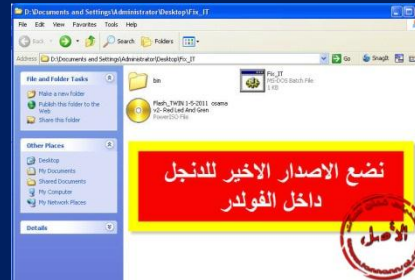 D:\Documents and Settings\Administrator\Desktop\Fix_IT
File Edit View Favorites Tools Help
Back Search Folders
Address D:\Documents and Settings\Administrator\Desktop\Fix_IT Go SnagIt
File and Folder Tasks
Make a new folder
Publish this folder to the Web
Share this folder
Other Places
Desktop
My Documents
Shared Documents
My Computer
My Network Places
Details
bin
Fix_IT
MS-DOS Batch File
1 KB
Flash_TWIN 1-5-2011 osama
v2- Red Led And Gren
PowerISO File
نضع الاصدار الاخير للدنجل
داخل الفولدر